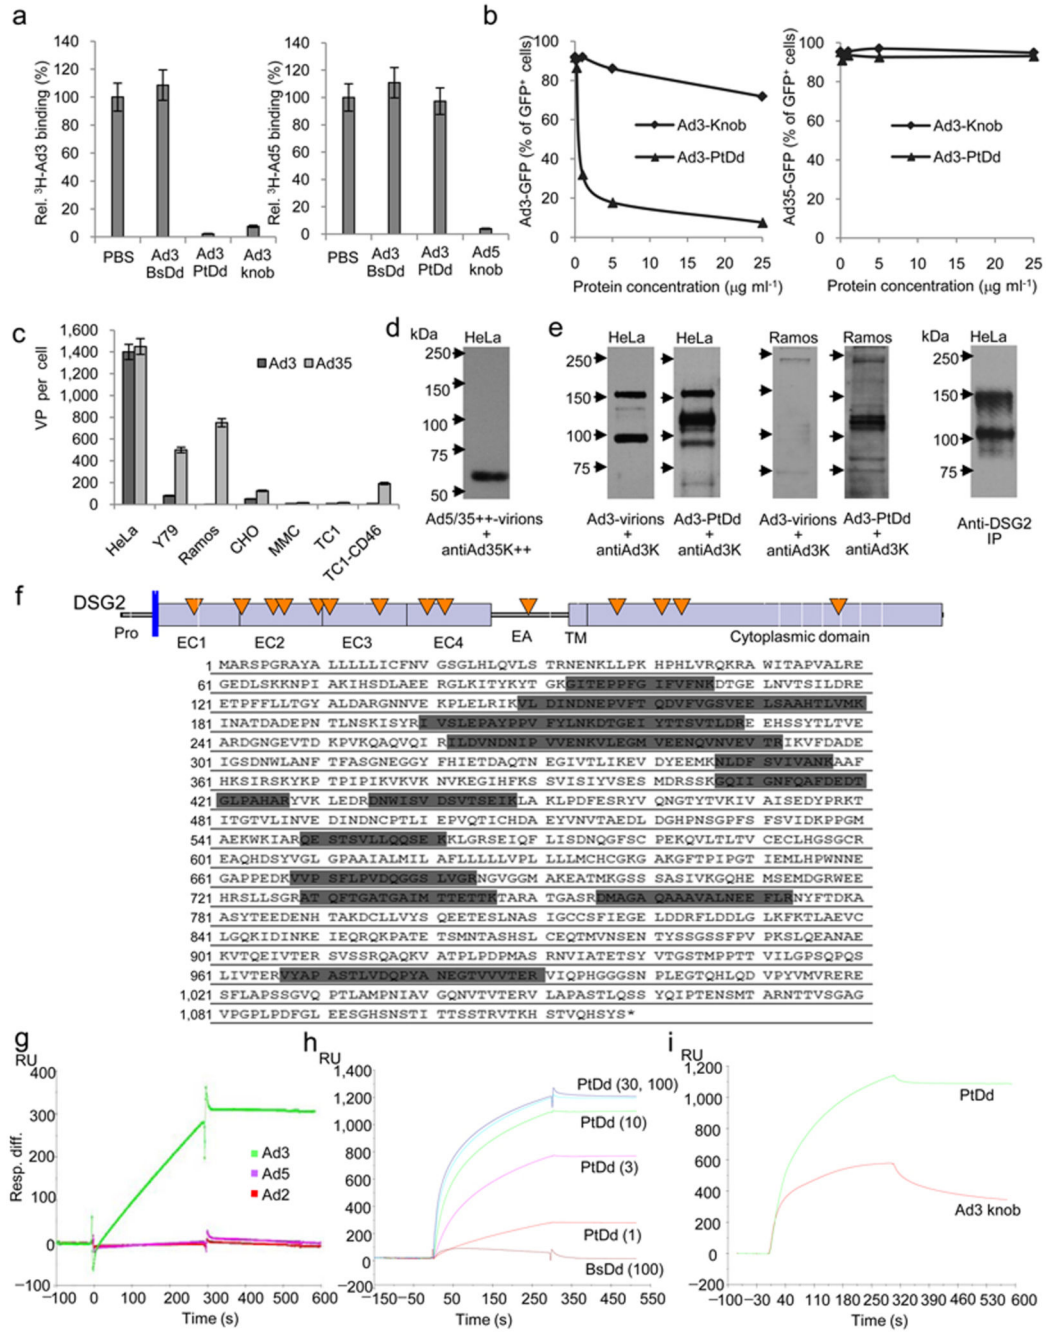 a
Rel. ³H-Ad3 binding (%)
140
120
100
80
60
40
20
0
PBS
Ad3 BsDd
Ad3 PtDd
Ad3 knob
Rel. ³H-Ad5 binding (%)
140
120
100
80
60
40
20
0
PBS
Ad3 BsDd
Ad3 PtDd
Ad5 knob
b
Ad3-GFP (% of GFP⁺ cells)
100
80
60
40
20
0
Ad3-Knob
Ad3-PtDd
0 5 10 15 20 25
Protein concentration (µg ml⁻¹)
Ad35-GFP (% of GFP⁺ cells)
100
80
60
40
20
0
Ad3-Knob
Ad3-PtDd
0 5 10 15 20 25
Protein concentration (µg ml⁻¹)
c
VP per cell
1,600
1,400
1,200
1,000
800
600
400
200
0
Ad3 Ad35
HeLa
Y79
Ramos
CHO
MMC
TC1
TC1-CD46
d
kDa HeLa
250
150
100
75
50
Ad5/35++-virions
+
antiAd35K++
e
HeLa HeLa
250
150
100
75
Ad3-virions
+
antiAd3K
Ad3-PtDd
+
antiAd3K
Ramos Ramos
Ad3-virions
+
antiAd3K
Ad3-PtDd
+
antiAd3K
kDa HeLa
250
150
100
75
Anti-DSG2
IP
f
DSG2
Pro EC1 EC2 EC3 EC4 EA TM Cytoplasmic domain
1 MARSPGRAYA LLLLLICFNV GSGLHLQVLS TRNENKLLPK HPHLVRQKRA WITAPVALRE
61 GEDLSKKNPI AKIHSDLAEE RGLKITYKYT GKGITEPPFG IFVFNKDTGE LNVTSILDRE
121 ETPFFLLTGY ALDARGNNVE KPLELRIKVL DINDNEPVFT QDVFVGSVEE LSAAHTLVMK
181 INATDADEPN TLNSKISYRI VSLEPAYPPV FYLNKDTGEI YTTSVTLDRE EHSSYTLTVE
241 ARDGNGEVTD KPVKQAQVQI RILDVNDNIP VVENKVLEGM VEENQVNVEV TRIKVFDADE
301 IGSDNWLANF TFASGNEGGY FHIETDAQTN EGIVTLIKEV DYEEMKNLDF SVIVANKAAF
361 HKSIRSKYKP TPIPIKVKVK NVKEGIHFKS SVISIYVSES MDRSSKGQII GNFQAFDEDT
421 GLPAHARYVK LEDRDNWISV DSVTSEIKLA KLPDFESRYV QNGTYTVKIV AISEDYPRKT
481 ITGTVLINVE DINDNCPTLI EPVQTICHDA EYVNVTAEDL DGHPNSGPFS FSVIDKPPGM
541 AEKWKIARQE STSVLLQQSE KKLGRSEIQF LISDNQGFSC PEKQVLTLTV CECLHGSGCR
601 EAQHDSYVGL GPAAIALMIL AFLLLLLVPL LLLMCHCGKG AKGFTPIPGT IEMLHPWNNE
661 GAPPEDKVVP SFLPVDQGGS LVGRNGVGGM AKEATMKGSS SASIVKGQHE MSEMDGRWEE
721 HRSLLSGRAT QFTGATGAIM TTETTKTARA TGASRDMAGA QAAAVALNEE FLRNYFTDKA
781 ASYTEEDENH TAKDCLLVYS QEETESLNAS IGCCSFIEGE LDDRFLDDLG LKFKTLAEVC
841 LGQKIDINKE IEQRQKPATE TSMNTASHSL CEQTMVNSEN TYSSGSSFPV PKSLQEANAE
901 KVTQEIVTER SVSSRQAQKV ATPLPDPMAS RNVIATETSY VTGSTMPPTT VILGPSQPQS
961 LIVTERVYAP ASTLVDQPYA NEGTVVVTER VIQPHGGGSN PLEGTQHLQD VPYVMVRERE
1,021 SFLAPSSGVQ PTLAMPNIAV GQNVTVTERV LAPASTLQSS YQIPTENSMT ARNTTVSGAG
1,081 VPGPLPDFGL EESGHSNSTI TTSSTRVTKH STVQHSYS*
g
RU
Resp. diff.
400
300
200
100
0
−100
Ad3
Ad5
Ad2
−100 0 100 200 300 400 500 600
Time (s)
h
RU
1,400
1,200
1,000
800
600
400
200
0
−200
PtDd (30, 100)
PtDd (10)
PtDd (3)
PtDd (1)
BsDd (100)
−150 −50 50 150 250 350 450 550
Time (s)
i
RU
1,200
1,000
800
600
400
200
0
−200
PtDd
Ad3 knob
−100 −30 40 110 180 250 320 390 460 530 600
Time (s)